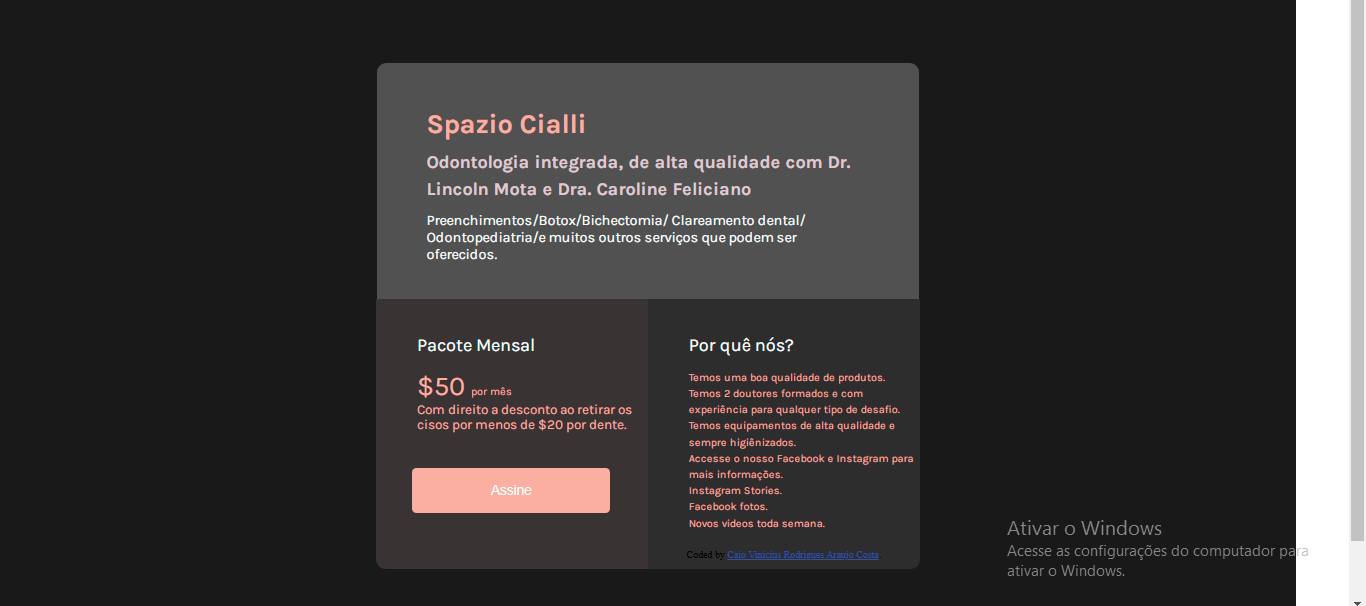 Spazio Cialli
Odontologia integrada, de alta qualidade com Dr.
Lincoln Mota e Dra. Caroline Feliciano
Preenchimentos/Botox/Bichectomia/ Clareamento dental/
Odontopediatria/e muitos outros serviços que podem ser
oferecidos.
Pacote Mensal
$50 por mês
Com direito a desconto ao retirar os
cisos por menos de $20 por dente.
Assine
Por quê nós?
Temos uma boa qualidade de produtos.
Temos 2 doutores formados e com
experiência para qualquer tipo de desafio.
Temos equipamentos de alta qualidade e
sempre higiênizados.
Accesse o nosso Facebook e Instagram para
mais informações.
Instagram Stories.
Facebook fotos.
Novos videos toda semana.
Coded by Caio Vinicius Rodrigues Araujo Costa
Ativar o Windows
Acesse as configurações do computador para
ativar o Windows.